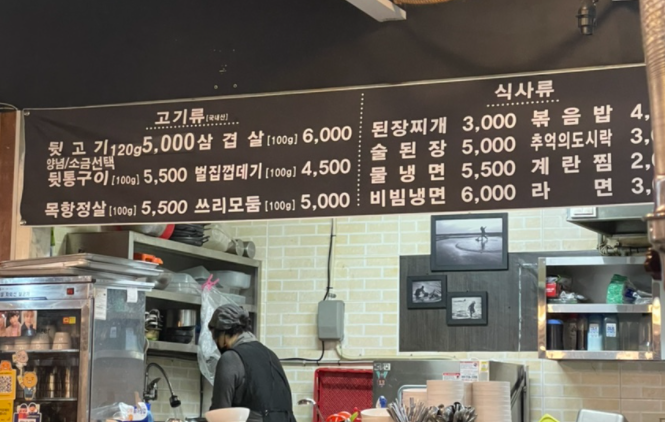 고기류[국내산]
뒷고기 120g 5,000 삼겹살 [100g] 6,000
양념/소금선택
뒷통구이 [100g] 5,500 벌집껍데기 [100g] 4,500
목항정살 [100g] 5,500 쓰리모둠 [100g] 5,000
식사류
된장찌개 3,000 볶음밥 4,
술된장 5,000 추억의도시락 3,
물냉면 5,500 계란찜 2,
비빔냉면 6,000 라면 3,